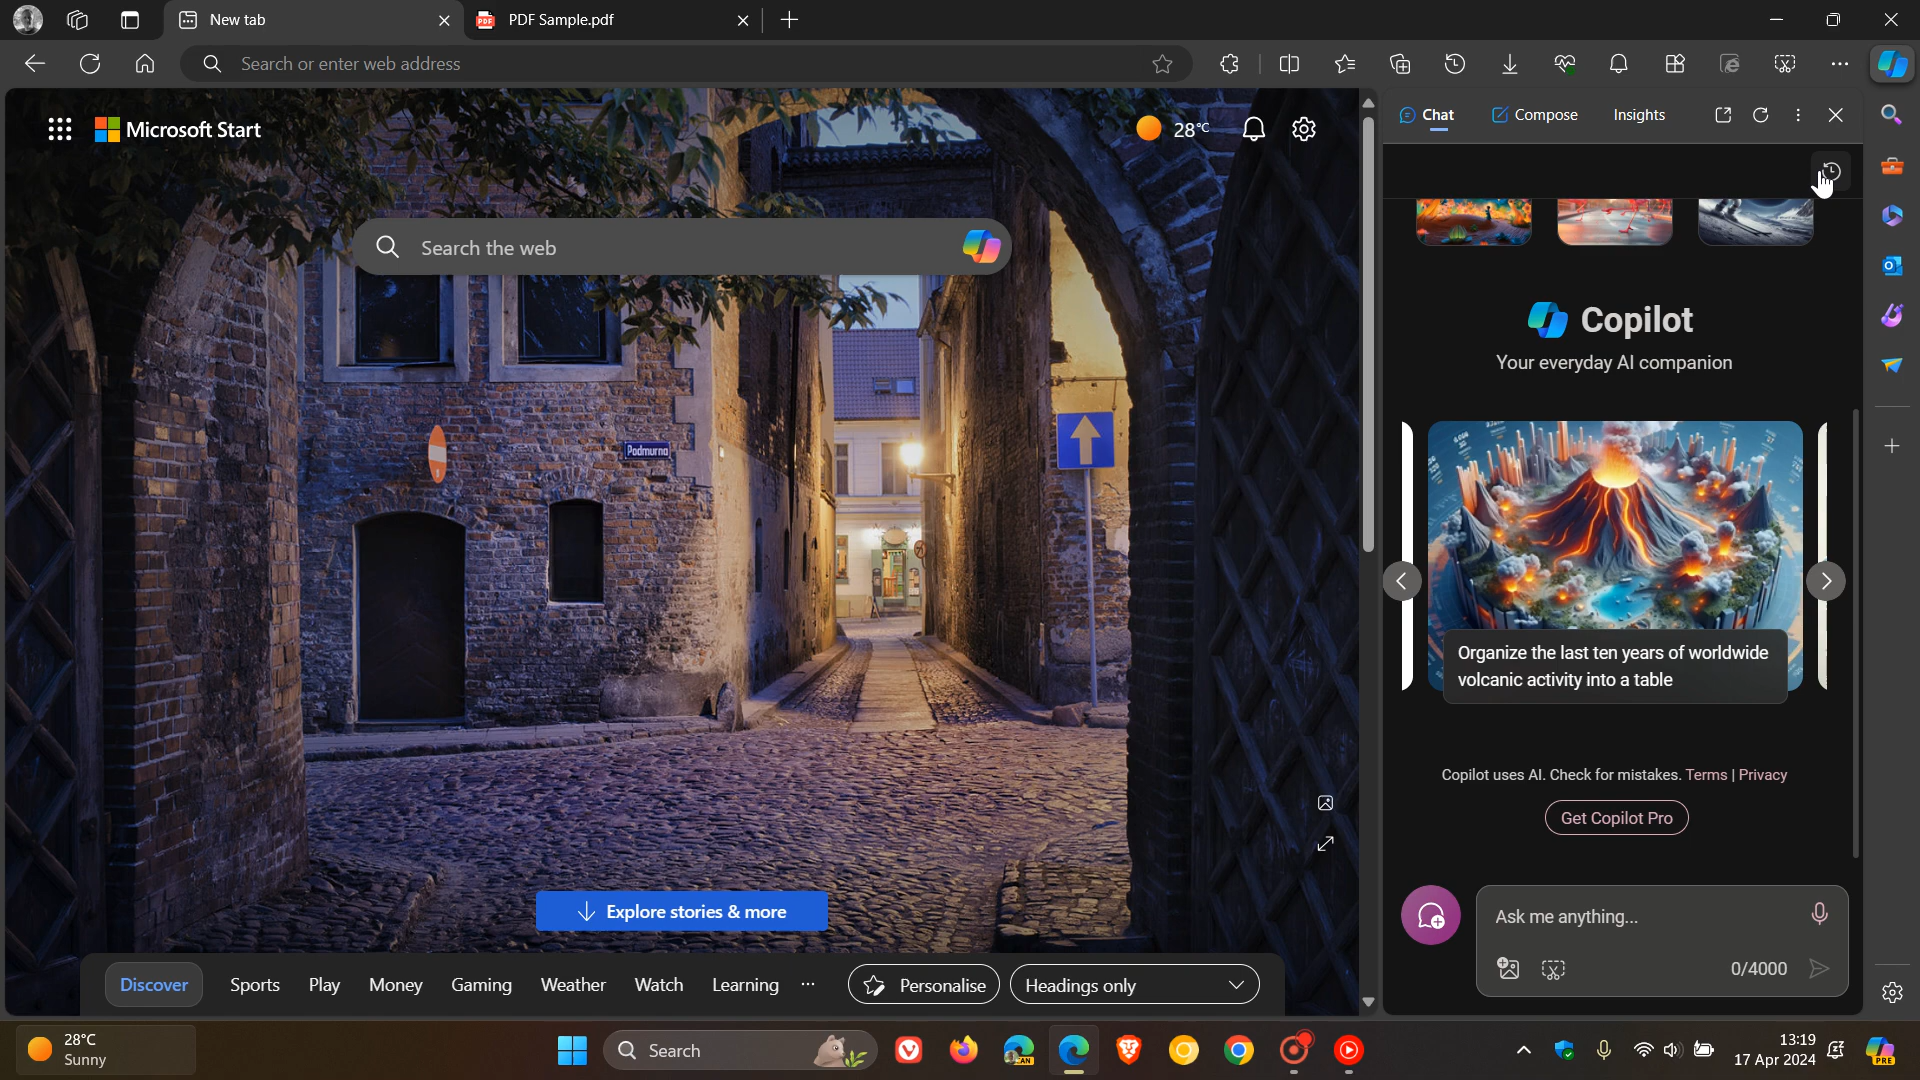 New tab
PDF PDF Sample.pdf
Search or enter web address
Microsoft Start
28°C
Chat
Compose
Insights
Search the web
Podmurna
Copilot
Your everyday AI companion
Organize the last ten years of worldwide
volcanic activity into a table
Copilot uses AI. Check for mistakes. Terms | Privacy
Get Copilot Pro
Ask me anything...
0/4000
Explore stories & more
Discover
Sports
Play
Money
Gaming
Weather
Watch
Learning
Personalise
Headings only
28°C
Sunny
Search
CAN
13:19
17 Apr 2024
PRE